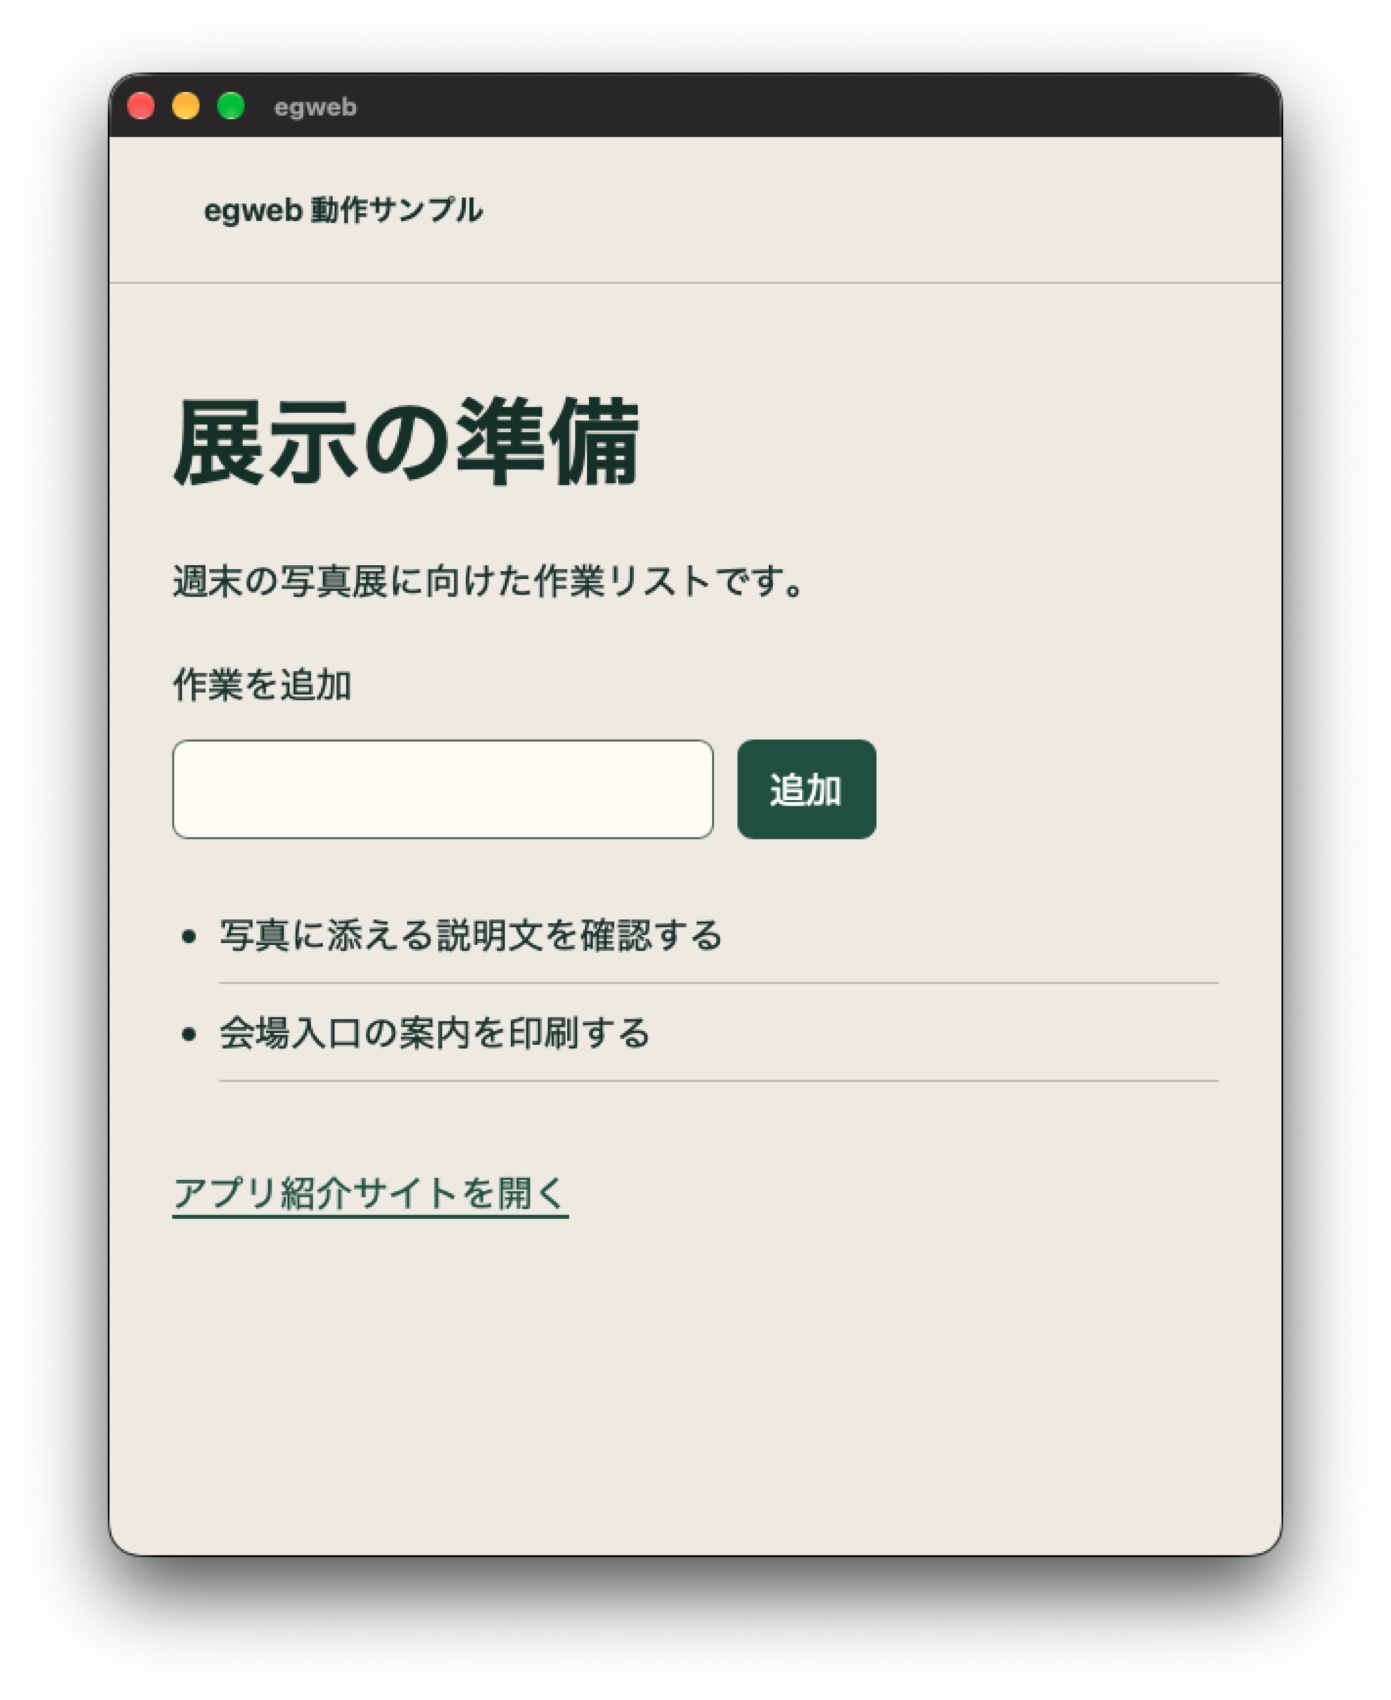 egweb
egweb 動作サンプル
展示の準備
週末の写真展に向けた作業リストです。
作業を追加
追加
写真に添える説明文を確認する
会場入口の案内を印刷する
アプリ紹介サイトを開く